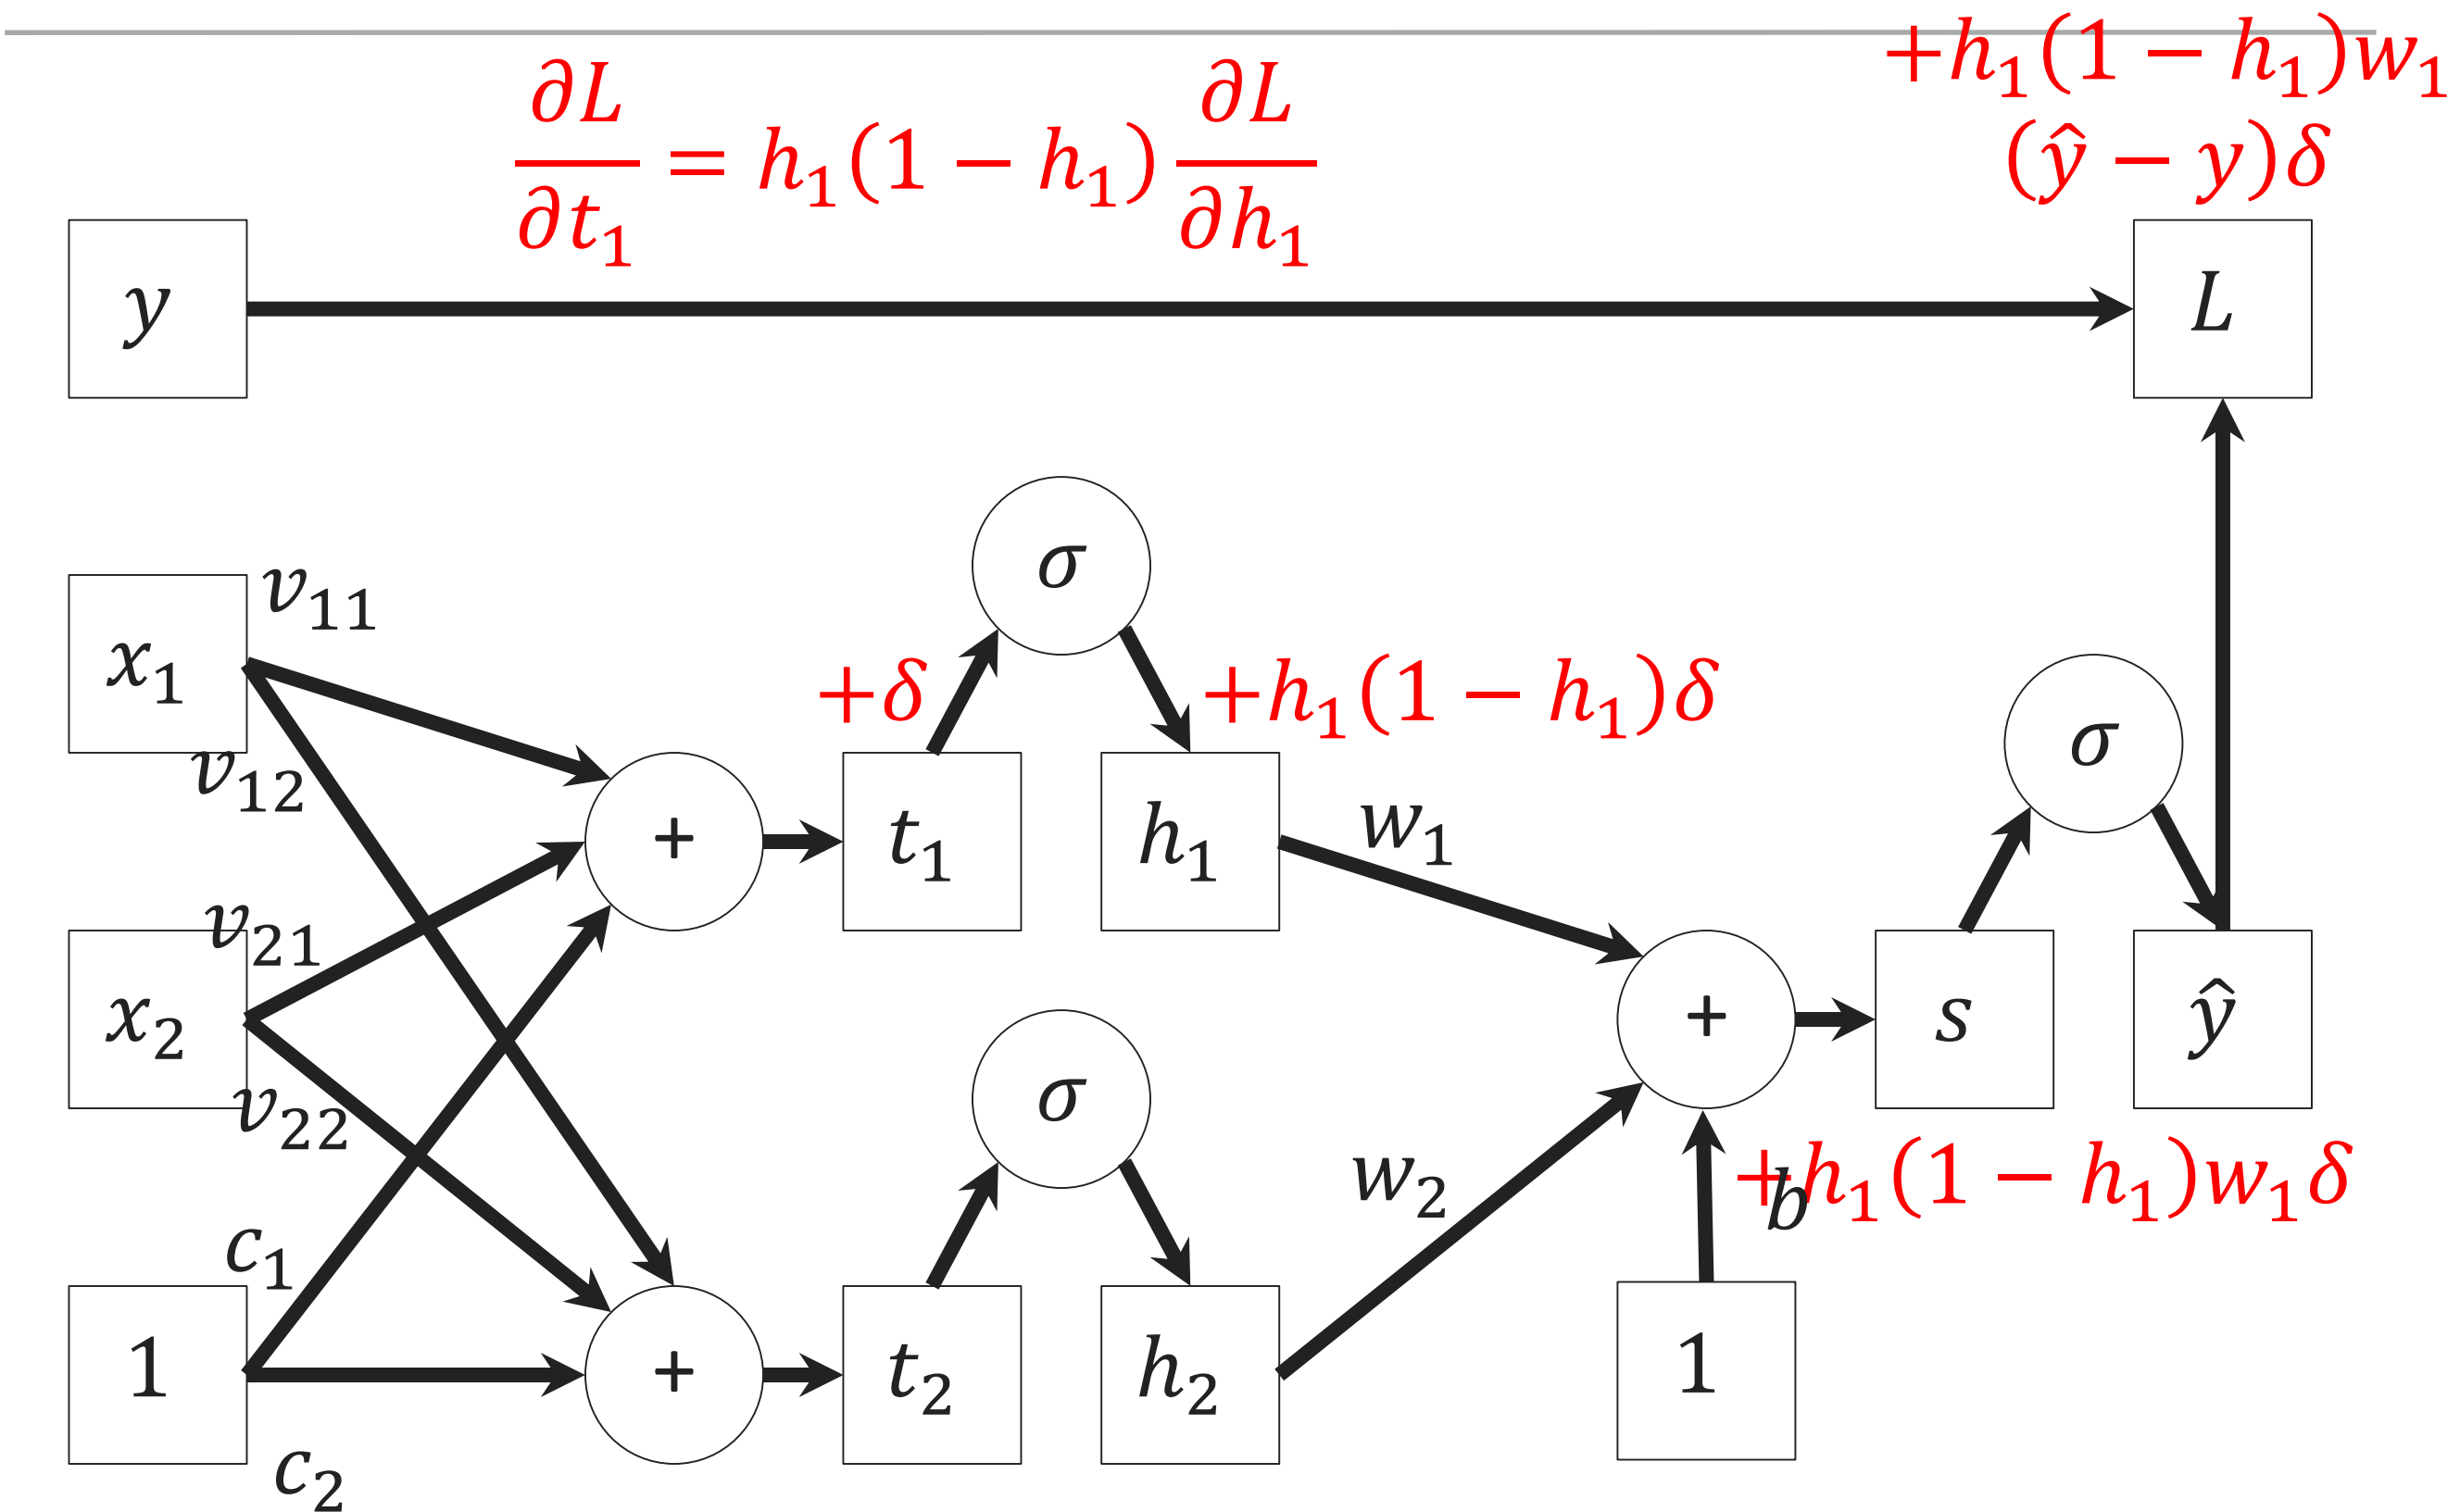 +h₁(1 − h₁)w₁
(ŷ − y)δ
∂L/∂t₁ = h₁(1 − h₁) ∂L/∂h₁
y
L
σ
v₁₁
x₁
+δ
+h₁(1 − h₁)δ
σ
v₁₂
+
t₁
h₁
w₁
v₂₁
x₂
+
s
ŷ
v₂₂
σ
w₂
+h₁(1 − h₁)w₁δ
b
c₁
1
+
t₂
h₂
1
c₂